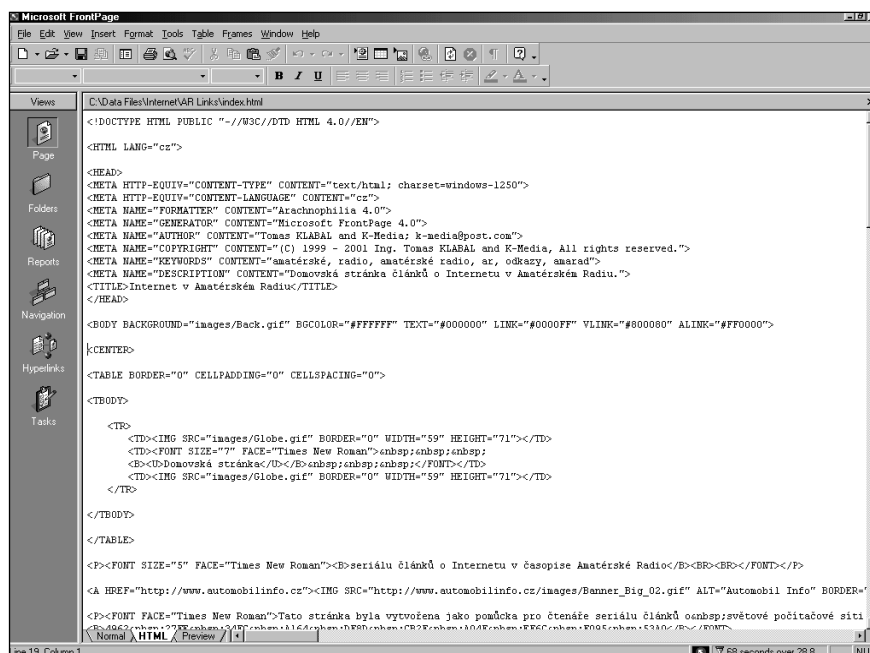 Microsoft FrontPage
File Edit View Insert Format Tools Table Frames Window Help
B I U
Views
C:\Data Files\Internet\AR Links\index.html
Page
Folders
Reports
Navigation
Hyperlinks
Tasks
<!DOCTYPE HTML PUBLIC "-//W3C//DTD HTML 4.0//EN">
<HTML LANG="cz">
<HEAD>
<META HTTP-EQUIV="CONTENT-TYPE" CONTENT="text/html; charset=windows-1250">
<META HTTP-EQUIV="CONTENT-LANGUAGE" CONTENT="cz">
<META NAME="FORMATTER" CONTENT="Arachnophilia 4.0">
<META NAME="GENERATOR" CONTENT="Microsoft FrontPage 4.0">
<META NAME="AUTHOR" CONTENT="Tomas KLABAL and K-Media; k-media@post.com">
<META NAME="COPYRIGHT" CONTENT="(C) 1999 - 2001 Ing. Tomas KLABAL and K-Media, All rights reserved.">
<META NAME="KEYWORDS" CONTENT="amatérské, radio, amatérské radio, ar, odkazy, amarad">
<META NAME="DESCRIPTION" CONTENT="Domovská stránka článků o Internetu v Amatérském Radiu.">
<TITLE>Internet v Amatérském Radiu</TITLE>
</HEAD>
<BODY BACKGROUND="images/Back.gif" BGCOLOR="#FFFFFF" TEXT="#000000" LINK="#0000FF" VLINK="#800080" ALINK="#FF0000">
<CENTER>
<TABLE BORDER="0" CELLPADDING="0" CELLSPACING="0">
<TBODY>
<TR>
<TD><IMG SRC="images/Globe.gif" BORDER="0" WIDTH="59" HEIGHT="71"></TD>
<TD><FONT SIZE="7" FACE="Times New Roman">&nbsp;&nbsp;&nbsp;
<B><U>Domovská stránka</U></B>&nbsp;&nbsp;&nbsp;</FONT></TD>
<TD><IMG SRC="images/Globe.gif" BORDER="0" WIDTH="59" HEIGHT="71"></TD>
</TR>
</TBODY>
</TABLE>
<P><FONT SIZE="5" FACE="Times New Roman"><B>seriálu článků o Internetu v časopise Amatérské Radio</B><BR><BR></FONT></P>
<A HREF="http://www.automobilinfo.cz"><IMG SRC="http://www.automobilinfo.cz/images/Banner_Big_02.gif" ALT="Automobil Info" BORDER="
<P><FONT FACE="Times New Roman">Tato stránka byla vytvořena jako pomůcka pro čtenáře seriálu článků o&nbsp;světové počítačové síti
Normal HTML Preview
Line 19, Column 1
68 seconds over 28.8
NU